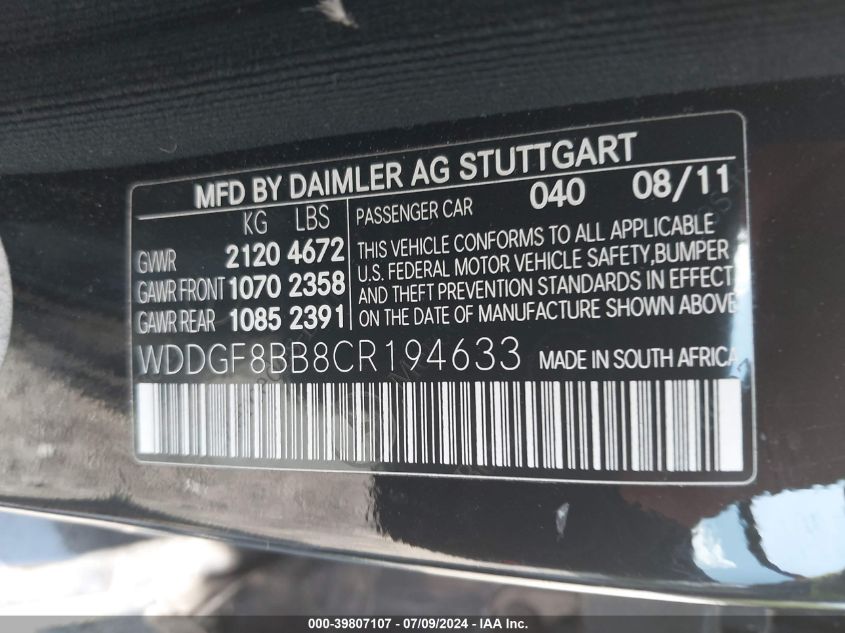 MFD BY DAIMLER AG STUTTGART
KG LBS
GVWR 2120 4672
GAWR FRONT 1070 2358
GAWR REAR 1085 2391
PASSENGER CAR 040 08/11
THIS VEHICLE CONFORMS TO ALL APPLICABLE
U.S. FEDERAL MOTOR VEHICLE SAFETY,BUMPER
AND THEFT PREVENTION STANDARDS IN EFFECT
ON THE DATE OF MANUFACTURE SHOWN ABOVE
WDDGF8BB8CR194633 MADE IN SOUTH AFRICA
000-39807107 - 07/09/2024 - IAA Inc.